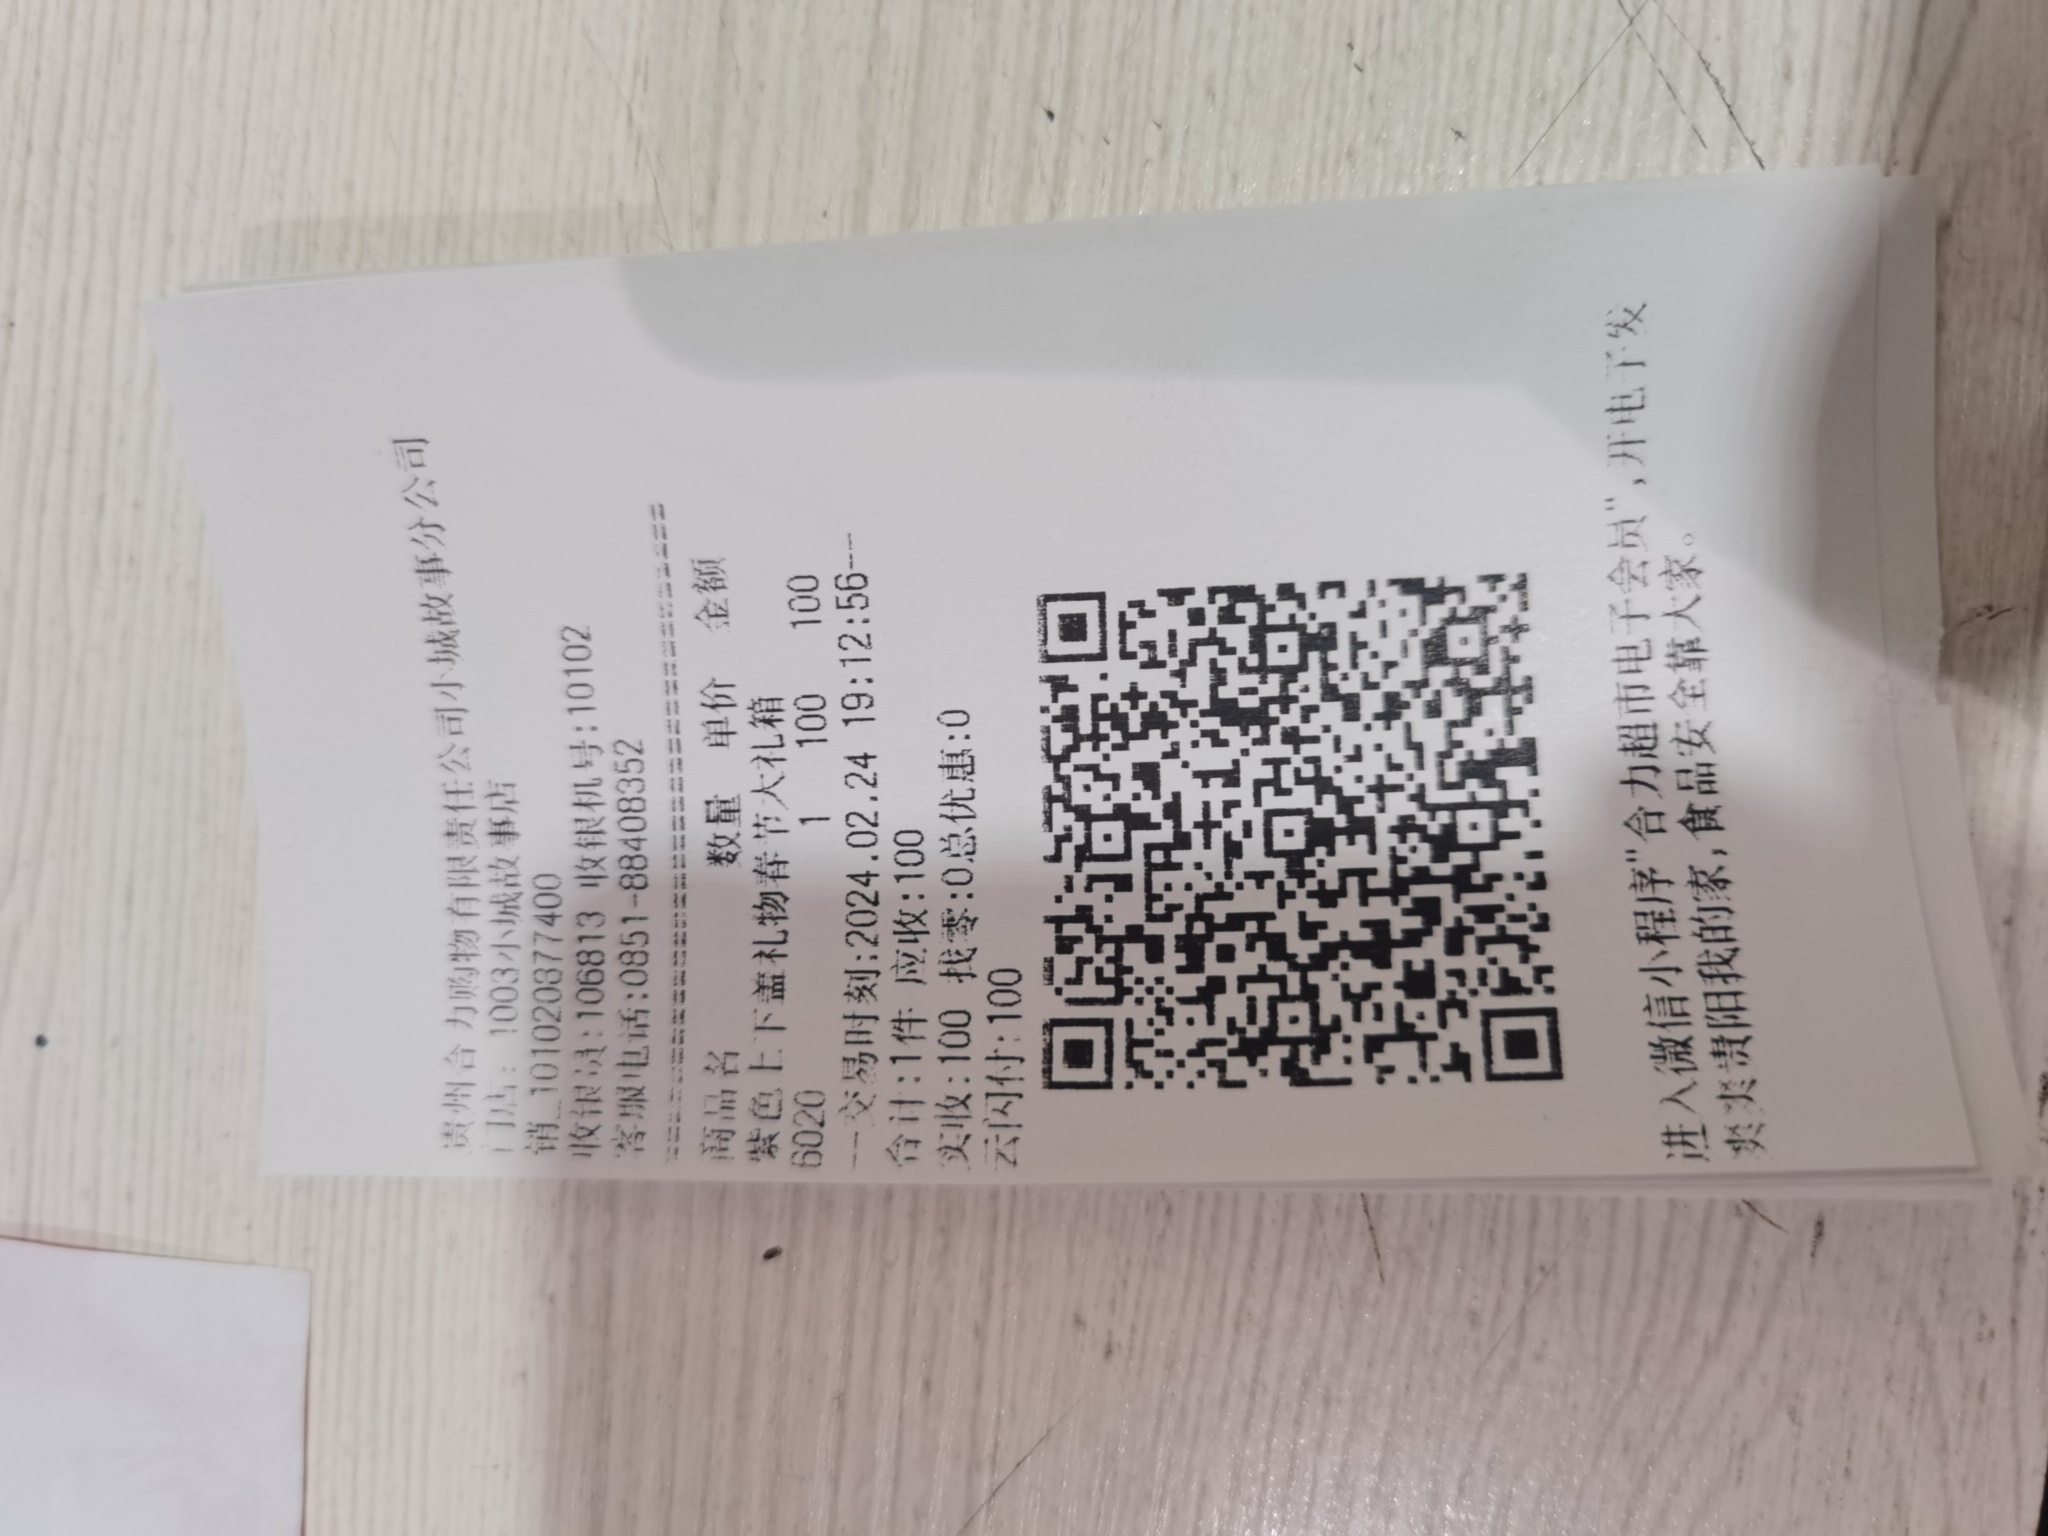 贵州合力购物有限责任公司小城故事分公司
门店: 1003小城故事店
销_101020877400
收银员:106813 收银机号:10102
客服电话:0851-88408352
商品名 数量 单价 金额
紫色上下盖礼物春节大礼箱
6020 1 100 100
---交易时刻:2024.02.24 19:12:56---
合计:1件 应收:100
实收:100 找零:0总优惠:0
云闪付:100
进入微信小程序"合力超市电子会员",开电子发
爽爽贵阳我的家,食品安全靠大家。